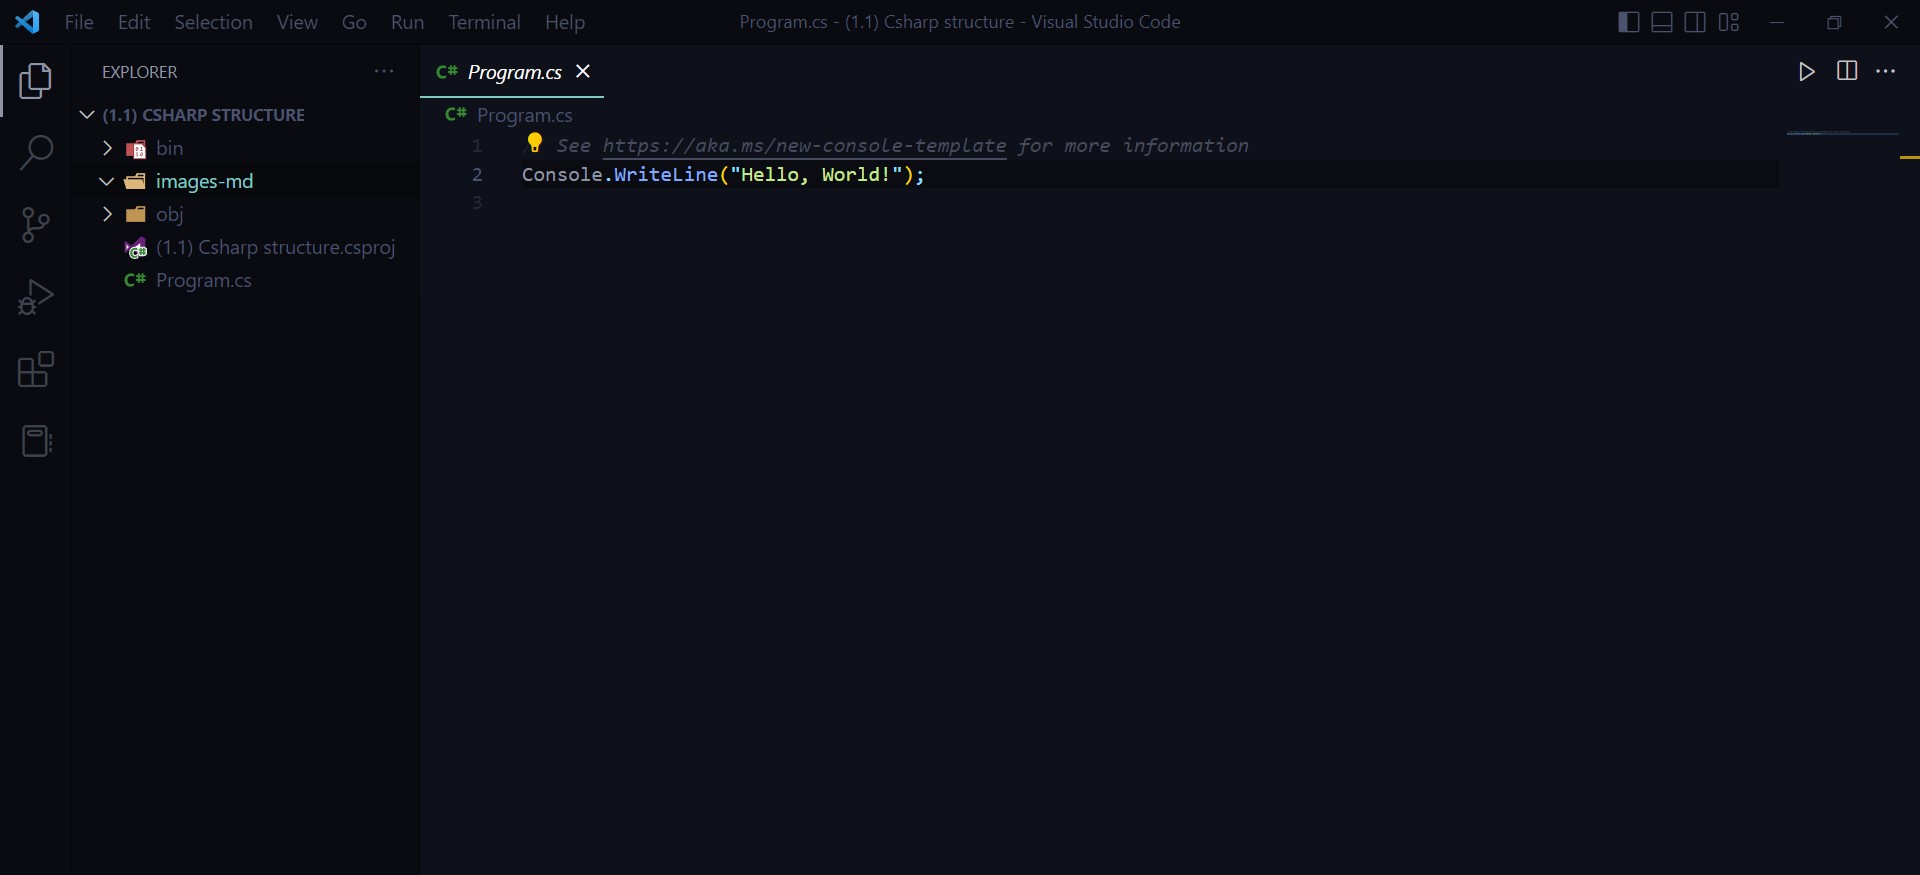 File Edit Selection View Go Run Terminal Help Program.cs - (1.1) Csharp structure - Visual Studio Code
EXPLORER
(1.1) CSHARP STRUCTURE
bin
images-md
obj
(1.1) Csharp structure.csproj
C# Program.cs
C# Program.cs
C# Program.cs
1 See https://aka.ms/new-console-template for more information
2 Console.WriteLine("Hello, World!");
3